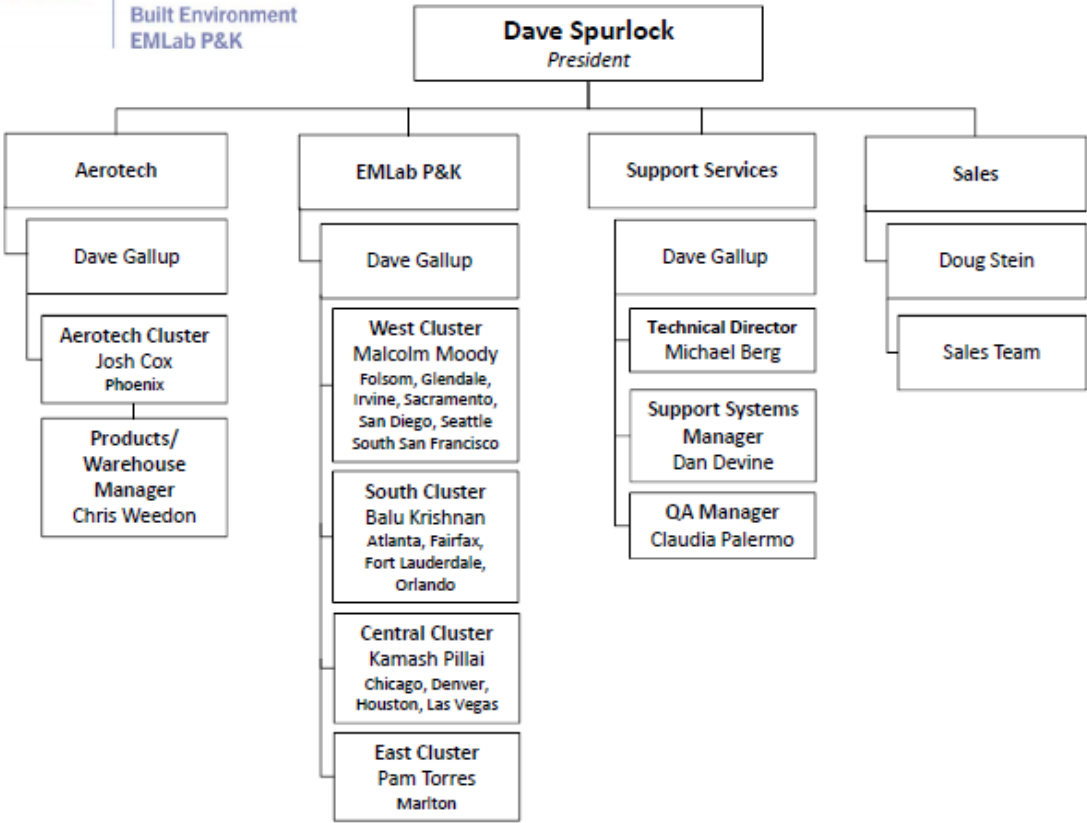 Built Environment
EMLab P&K
Dave Spurlock
President
Aerotech
Dave Gallup
Aerotech Cluster
Josh Cox
Phoenix
Products/
Warehouse
Manager
Chris Weedon
EMLab P&K
Dave Gallup
West Cluster
Malcolm Moody
Folsom, Glendale,
Irvine, Sacramento,
San Diego, Seattle
South San Francisco
South Cluster
Balu Krishnan
Atlanta, Fairfax,
Fort Lauderdale,
Orlando
Central Cluster
Kamash Pillai
Chicago, Denver,
Houston, Las Vegas
East Cluster
Pam Torres
Marlton
Support Services
Dave Gallup
Technical Director
Michael Berg
Support Systems
Manager
Dan Devine
QA Manager
Claudia Palermo
Sales
Doug Stein
Sales Team